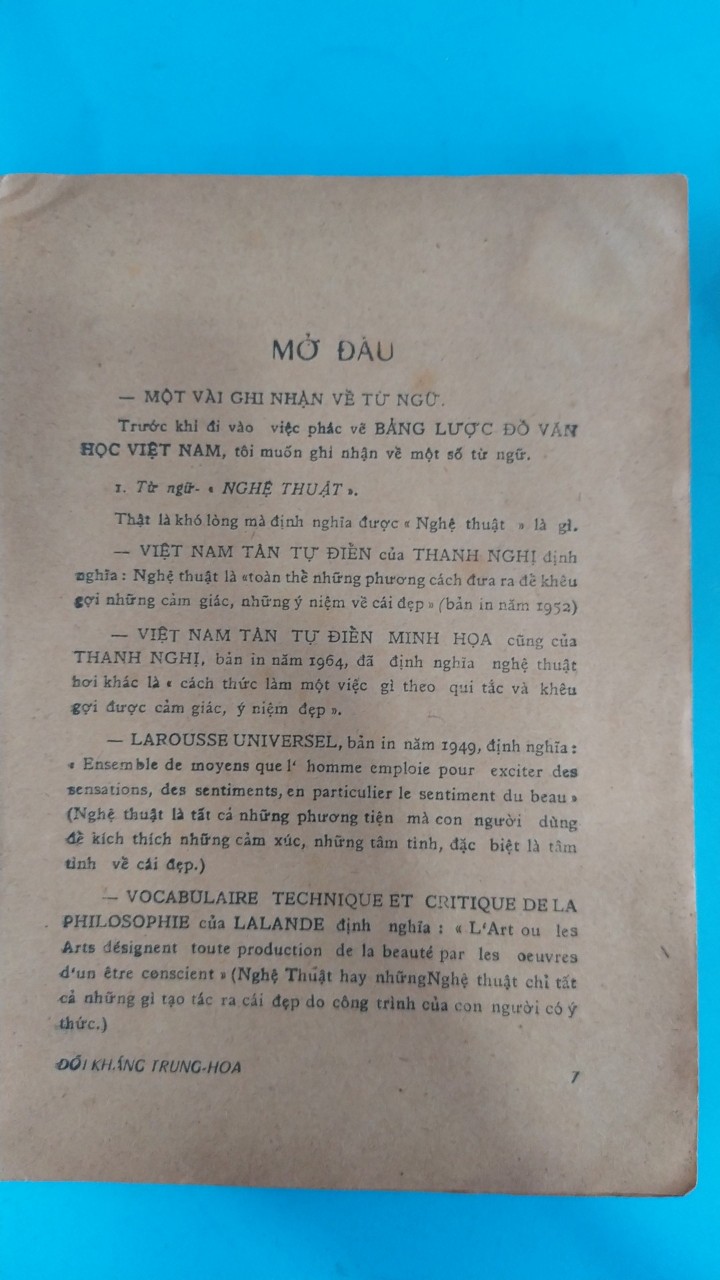 MỞ ĐẦU
— MỘT VÀI GHI NHẬN VỀ TỪ NGỮ.
Trước khi đi vào việc phác vẽ BẢNG LƯỢC ĐỒ VĂN
HỌC VIỆT NAM, tôi muốn ghi nhận về một số từ ngữ.
1. Từ ngữ- « NGHỆ THUẬT ».
Thật là khó lòng mà định nghĩa được « Nghệ thuật » là gì.
— VIỆT NAM TÂN TỰ ĐIỂN của THANH NGHỊ định
nghĩa : Nghệ thuật là «toàn thể những phương cách đưa ra để khêu
gợi những cảm giác, những ý niệm về cái đẹp » (bản in năm 1952)
— VIỆT NAM TÂN TỰ ĐIỂN MINH HỌA cũng của
THANH NGHỊ, bản in năm 1964, đã định nghĩa nghệ thuật
hơi khác là « cách thức làm một việc gì theo qui tắc và khêu
gợi được cảm giác, ý niệm đẹp ».
— LAROUSSE UNIVERSEL, bản in năm 1949, định nghĩa :
« Ensemble de moyens que l' homme emploie pour exciter des
sensations, des sentiments, en particulier le sentiment du beau »
(Nghệ thuật là tất cả những phương tiện mà con người dùng
để kích thích những cảm xúc, những tâm tình, đặc biệt là tâm
tình về cái đẹp.)
— VOCABULAIRE TECHNIQUE ET CRITIQUE DE LA
PHILOSOPHIE của LALANDE định nghĩa : « L'Art ou les
Arts désignent toute production de la beauté par les oeuvres
d'un être conscient » (Nghệ Thuật hay nhữngNghệ thuật chỉ tất
cả những gì tạo tác ra cái đẹp do công trình của con người có ý
thức.)
ĐỐI KHÁNG TRUNG-HOA
7